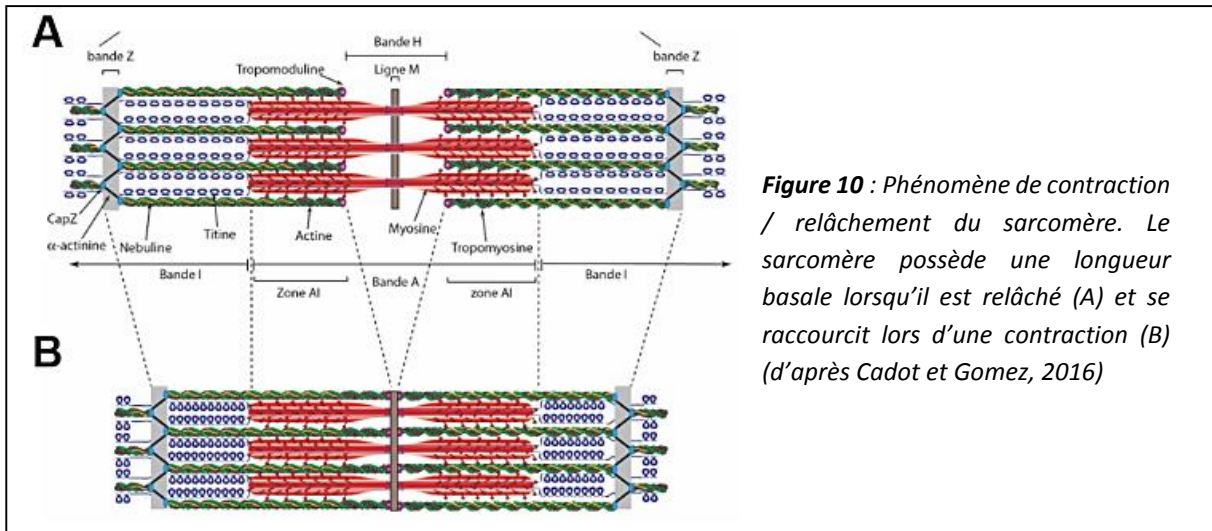 A
bande Z
Bande H
bande Z
Tropomoduline
Ligne M
CapZ
α-actinine
Nebuline
Titine
Actine
Myosine
Tropomyosine
Bande I
Bande A
Bande I
Zone AI
zone AI
B
Figure 10 : Phénomène de contraction
/ relâchement du sarcomère. Le
sarcomère possède une longueur
basale lorsqu’il est relâché (A) et se
raccourcit lors d’une contraction (B)
(d’après Cadot et Gomez, 2016)